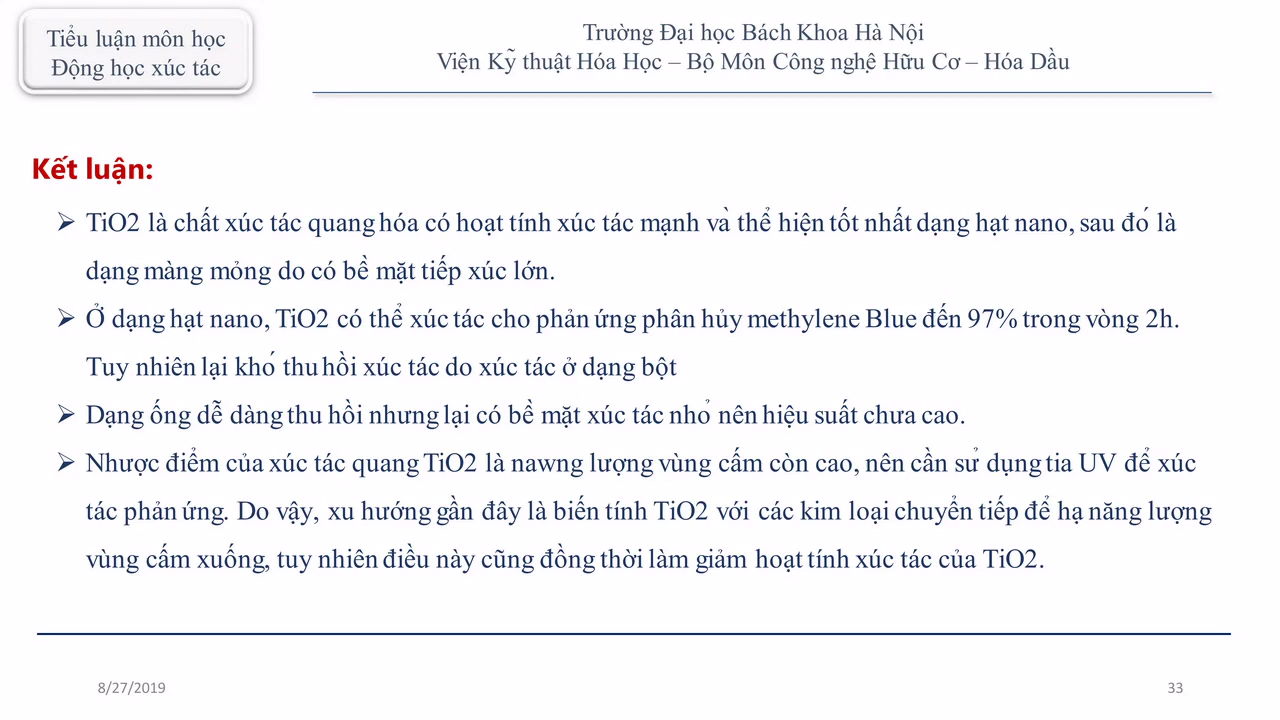 Tiểu luận môn học
Động học xúc tác
Trường Đại học Bách Khoa Hà Nội
Viện Kỹ thuật Hóa Học – Bộ Môn Công nghệ Hữu Cơ – Hóa Dầu
Kết luận:
➢ TiO2 là chất xúc tác quang hóa có hoạt tính xúc tác mạnh và thể hiện tốt nhất dạng hạt nano, sau đó là
dạng màng mỏng do có bề mặt tiếp xúc lớn.
➢ Ở dạng hạt nano, TiO2 có thể xúc tác cho phản ứng phân hủy methylene Blue đến 97% trong vòng 2h.
Tuy nhiên lại khó thu hồi xúc tác do xúc tác ở dạng bột
➢ Dạng ống dễ dàng thu hồi nhưng lại có bề mặt xúc tác nhỏ nên hiệu suất chưa cao.
➢ Nhược điểm của xúc tác quang TiO2 là nawng lượng vùng cấm còn cao, nên cần sử dụng tia UV để xúc
tác phản ứng. Do vậy, xu hướng gần đây là biến tính TiO2 với các kim loại chuyển tiếp để hạ năng lượng
vùng cấm xuống, tuy nhiên điều này cũng đồng thời làm giảm hoạt tính xúc tác của TiO2.
8/27/2019
33